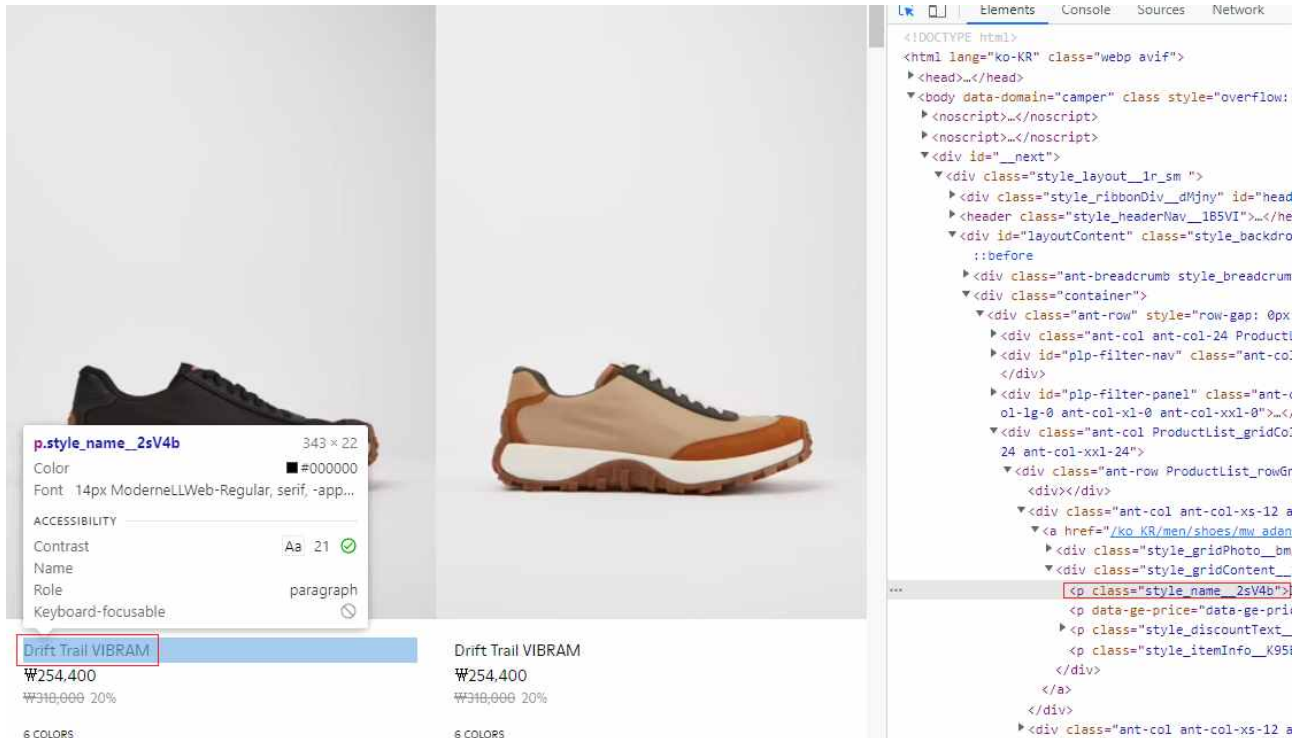 Elements Console Sources Network
<!DOCTYPE html>
<html lang="ko-KR" class="webp avif">
<head>…</head>
<body data-domain="camper" class style="overflow:
<noscript>…</noscript>
<noscript>…</noscript>
<div id="__next">
<div class="style_layout__1r_sm ">
<div class="style_ribbonDiv__dMjny" id="head
<header class="style_headerNav__1B5VI">…</he
<div id="layoutContent" class="style_backdro
::before
<div class="ant-breadcrumb style_breadcrum
<div class="container">
<div class="ant-row" style="row-gap: 0px
<div class="ant-col ant-col-24 ProductL
<div id="plp-filter-nav" class="ant-col
</div>
<div id="plp-filter-panel" class="ant-c
ol-lg-0 ant-col-xl-0 ant-col-xxl-0">…</
<div class="ant-col ProductList_gridCol
24 ant-col-xxl-24">
<div class="ant-row ProductList_rowGr
<div></div>
<div class="ant-col ant-col-xs-12 a
<a href="/ko_KR/men/shoes/mw_adan
<div class="style_gridPhoto__bm
<div class="style_gridContent__
<p class="style_name__2sV4b">
<p data-ge-price="data-ge-pric
<p class="style_discountText__
<p class="style_itemInfo__K95
</div>
</a>
</div>
<div class="ant-col ant-col-xs-12 a
p.style_name__2sV4b 343 × 22
Color #000000
Font 14px ModerneLLWeb-Regular, serif, -app...
ACCESSIBILITY
Contrast Aa 21
Name
Role paragraph
Keyboard-focusable
Drift Trail VIBRAM
₩254,400
₩318,000 20%
6 COLORS
Drift Trail VIBRAM
₩254,400
₩318,000 20%
6 COLORS